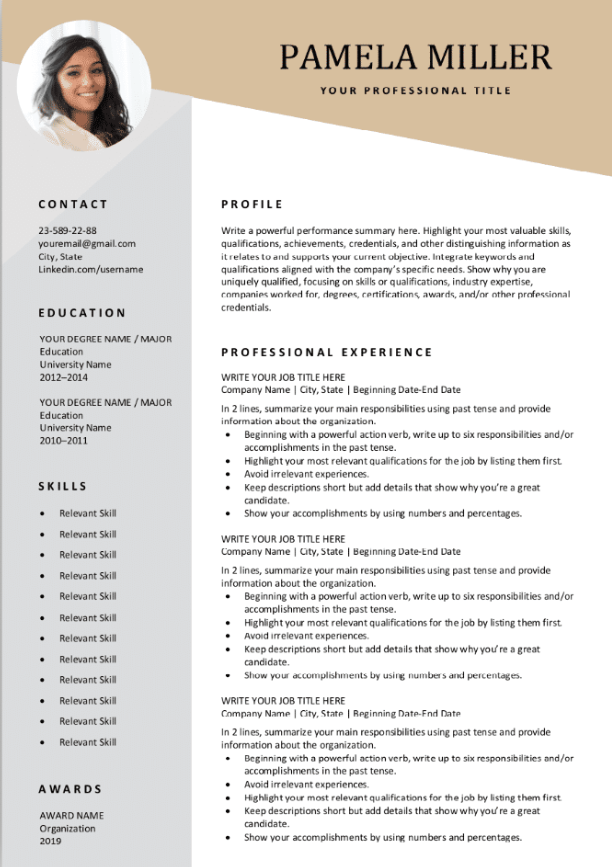 PAMELA MILLER
YOUR PROFESSIONAL TITLE
CONTACT
23-589-22-88
youremail@gmail.com
City, State
Linkedin.com/username
EDUCATION
YOUR DEGREE NAME / MAJOR
Education
University Name
2012–2014
YOUR DEGREE NAME / MAJOR
Education
University Name
2010–2011
SKILLS
• Relevant Skill
• Relevant Skill
• Relevant Skill
• Relevant Skill
• Relevant Skill
• Relevant Skill
• Relevant Skill
• Relevant Skill
• Relevant Skill
• Relevant Skill
• Relevant Skill
• Relevant Skill
AWARDS
AWARD NAME
Organization
2019
PROFILE
Write a powerful performance summary here. Highlight your most valuable skills,
qualifications, achievements, credentials, and other distinguishing information as
it relates to and supports your current objective. Integrate keywords and
qualifications aligned with the company's specific needs. Show why you are
uniquely qualified, focusing on skills or qualifications, industry expertise,
companies worked for, degrees, certifications, awards, and/or other professional
credentials.
PROFESSIONAL EXPERIENCE
WRITE YOUR JOB TITLE HERE
Company Name | City, State | Beginning Date-End Date
In 2 lines, summarize your main responsibilities using past tense and provide
information about the organization.
• Beginning with a powerful action verb, write up to six responsibilities and/or
accomplishments in the past tense.
• Highlight your most relevant qualifications for the job by listing them first.
• Avoid irrelevant experiences.
• Keep descriptions short but add details that show why you're a great
candidate.
• Show your accomplishments by using numbers and percentages.
WRITE YOUR JOB TITLE HERE
Company Name | City, State | Beginning Date-End Date
In 2 lines, summarize your main responsibilities using past tense and provide
information about the organization.
• Beginning with a powerful action verb, write up to six responsibilities and/or
accomplishments in the past tense.
• Highlight your most relevant qualifications for the job by listing them first.
• Avoid irrelevant experiences.
• Keep descriptions short but add details that show why you're a great
candidate.
• Show your accomplishments by using numbers and percentages.
WRITE YOUR JOB TITLE HERE
Company Name | City, State | Beginning Date-End Date
In 2 lines, summarize your main responsibilities using past tense and provide
information about the organization.
• Beginning with a powerful action verb, write up to six responsibilities and/or
accomplishments in the past tense.
• Avoid irrelevant experiences.
• Highlight your most relevant qualifications for the job by listing them first.
• Keep descriptions short but add details that show why you're a great
candidate.
• Show your accomplishments by using numbers and percentages.